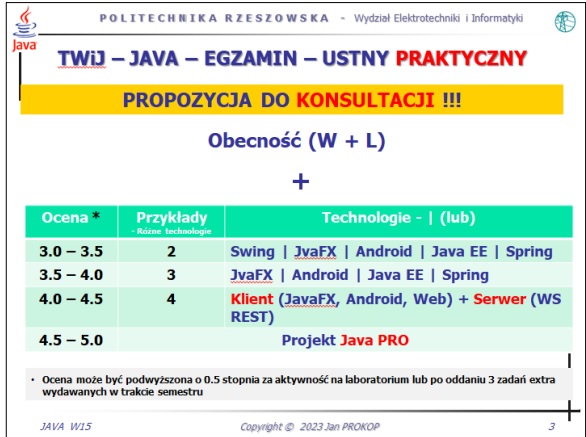 POLITECHNIKA RZESZOWSKA - Wydział Elektrotechniki i Informatyki
Java
TWiJ – JAVA – EGZAMIN – USTNY PRAKTYCZNY
PROPOZYCJA DO KONSULTACJI !!!
Obecność (W + L)
+
Ocena * Przykłady Technologie - | (lub)
- Różne technologie
3.0 – 3.5 2 Swing | JvaFX | Android | Java EE | Spring
3.5 – 4.0 3 JvaFX | Android | Java EE | Spring
4.0 – 4.5 4 Klient (JavaFX, Android, Web) + Serwer (WS
REST)
4.5 – 5.0 Projekt Java PRO
• Ocena może być podwyższona o 0.5 stopnia za aktywność na laboratorium lub po oddaniu 3 zadań extra
wydawanych w trakcie semestru
JAVA W15 Copyright © 2023 Jan PROKOP 3